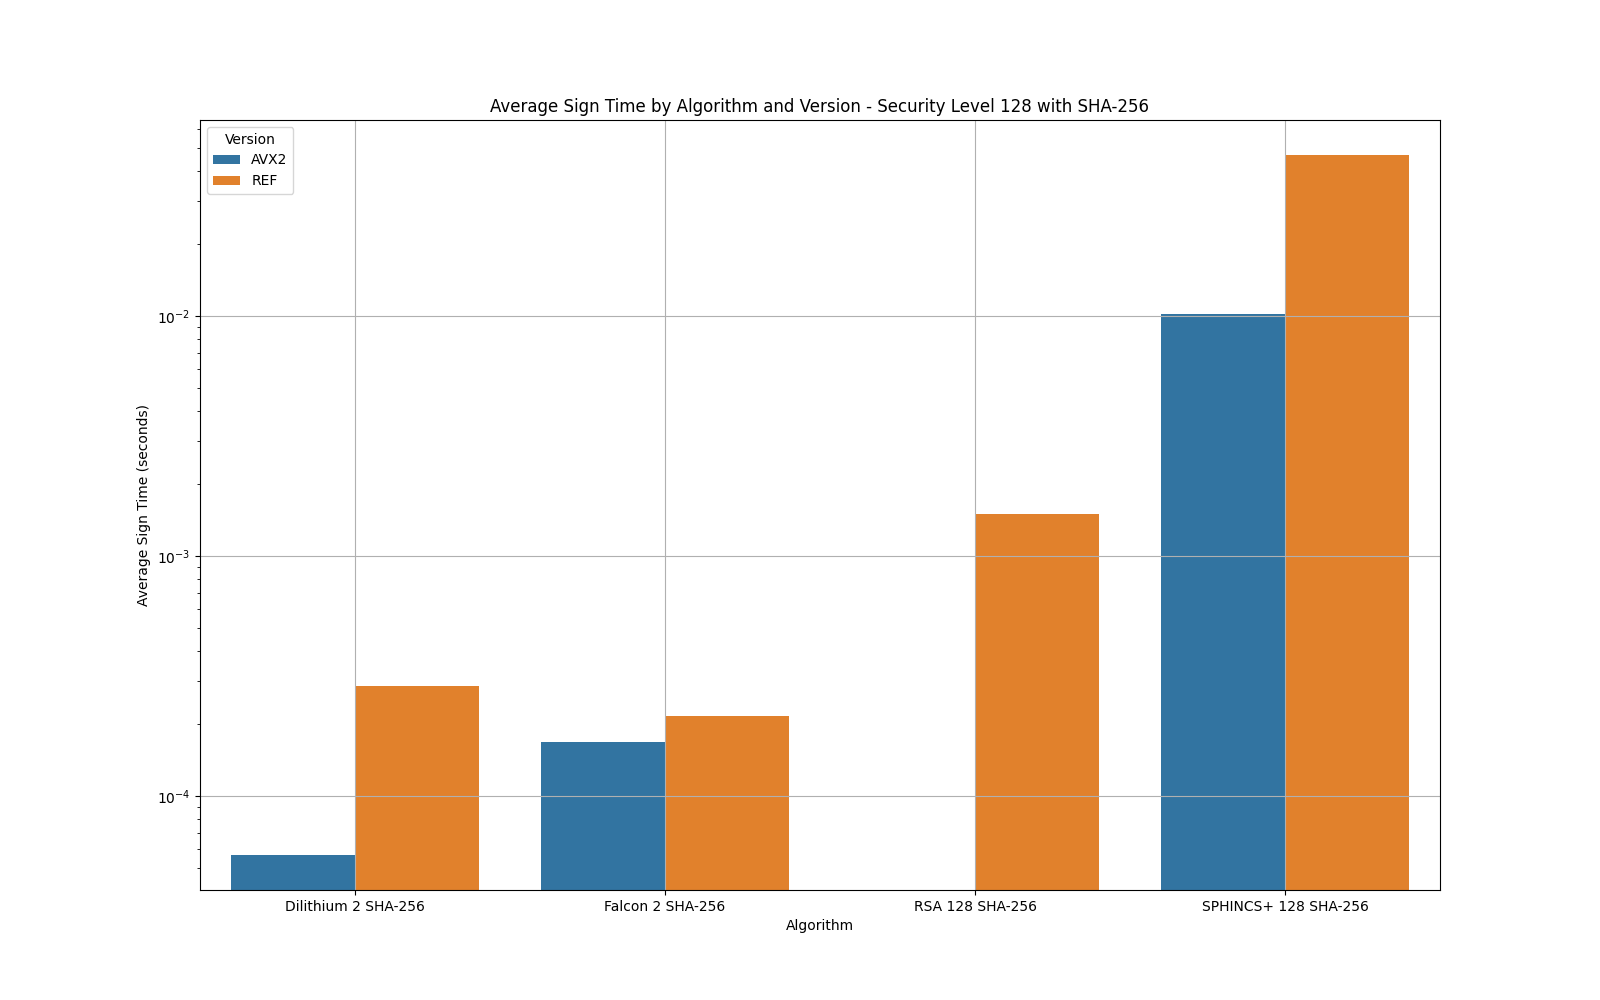 Average Sign Time by Algorithm and Version - Security Level 128 with SHA-256
Version
AVX2
REF
Average Sign Time (seconds)
10⁻²
10⁻³
10⁻⁴
Dilithium 2 SHA-256
Falcon 2 SHA-256
RSA 128 SHA-256
SPHINCS+ 128 SHA-256
Algorithm